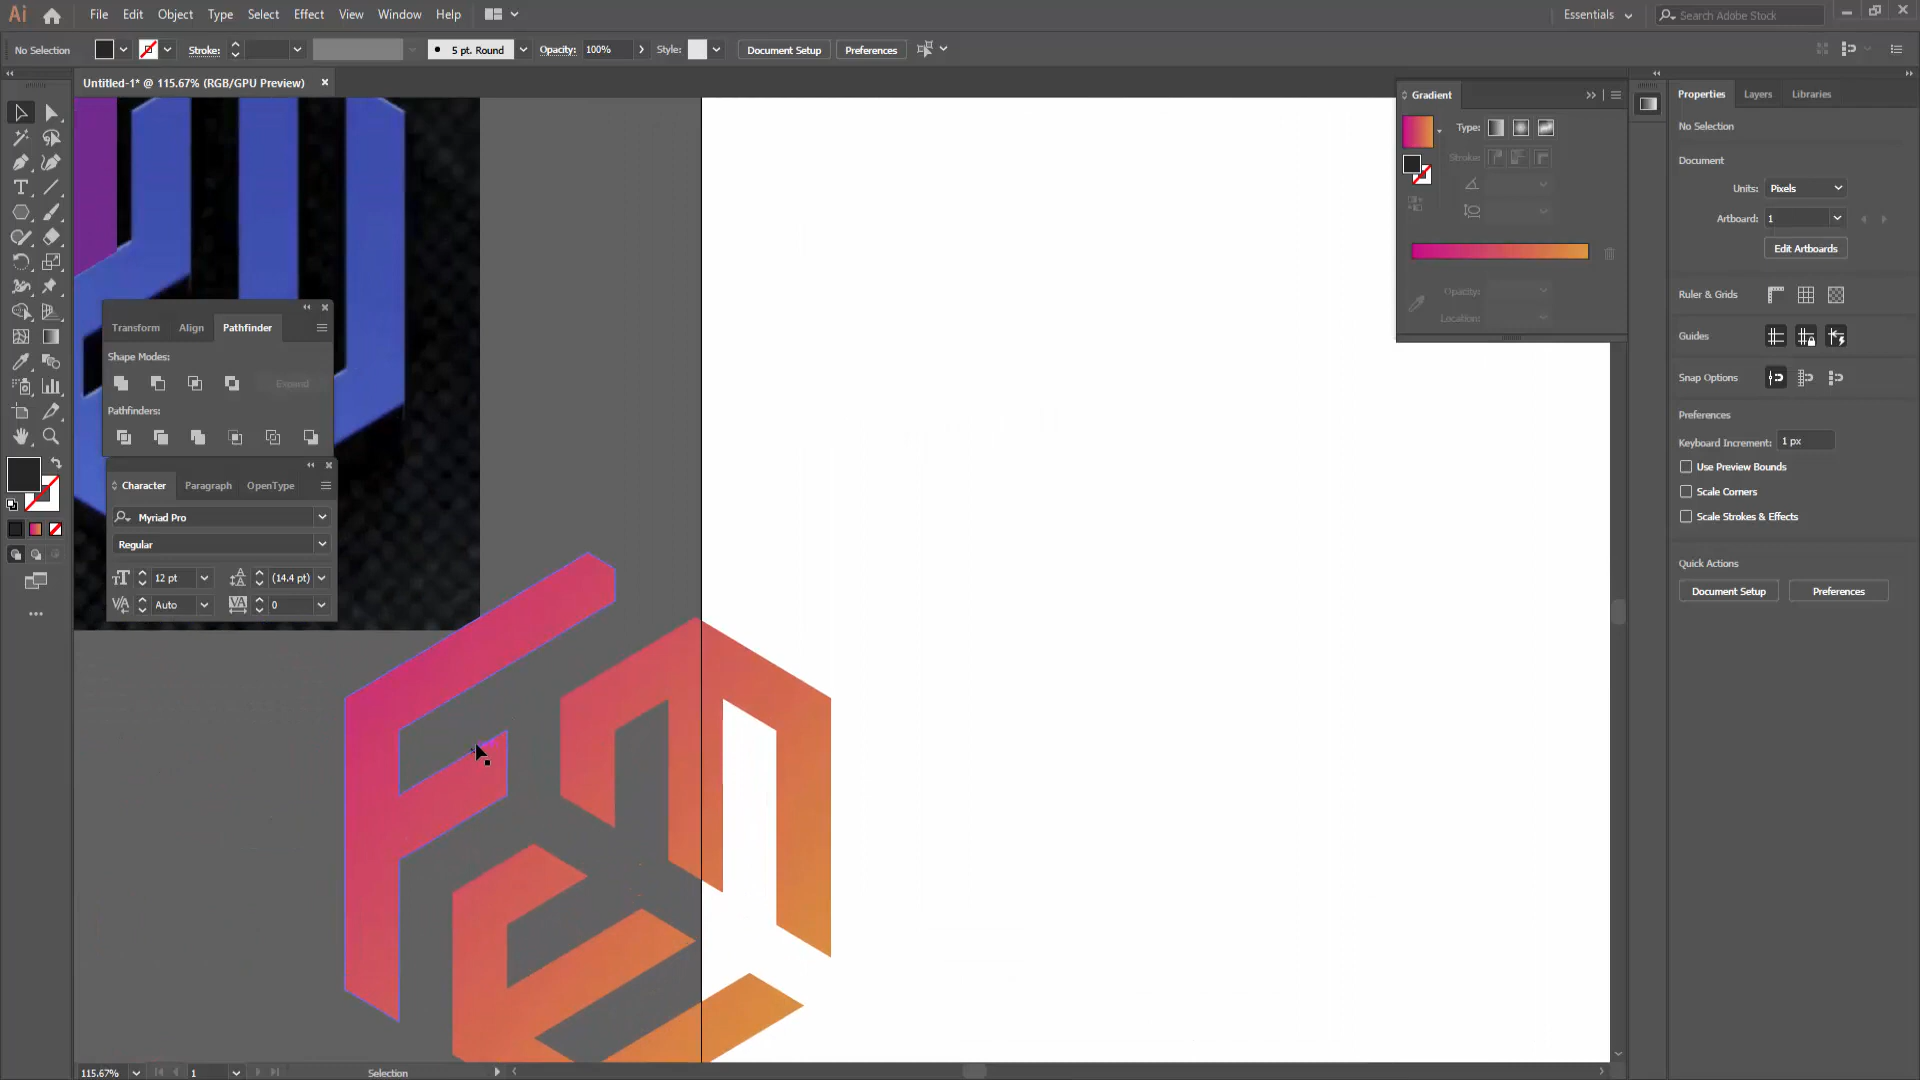 Ai File Edit Object Type Select Effect View Window Help Essentials Search Adobe Stock
No Selection Stroke: 5 pt. Round Opacity: 100% Style: Document Setup Preferences
Untitled-1* @ 115.67% (RGB/GPU Preview)
Gradient
Type:
Stroke:
Opacity:
Location:
Transform Align Pathfinder
Shape Modes:
Expand
Pathfinders:
Character Paragraph OpenType
Myriad Pro
Regular
12 pt (14.4 pt)
Auto 0
Properties Layers Libraries
No Selection
Document
Units: Pixels
Artboard: 1
Edit Artboards
Ruler & Grids
Guides
Snap Options
Preferences
Keyboard Increment: 1 px
Use Preview Bounds
Scale Corners
Scale Strokes & Effects
Quick Actions
Document Setup Preferences
115.67% 1 Selection